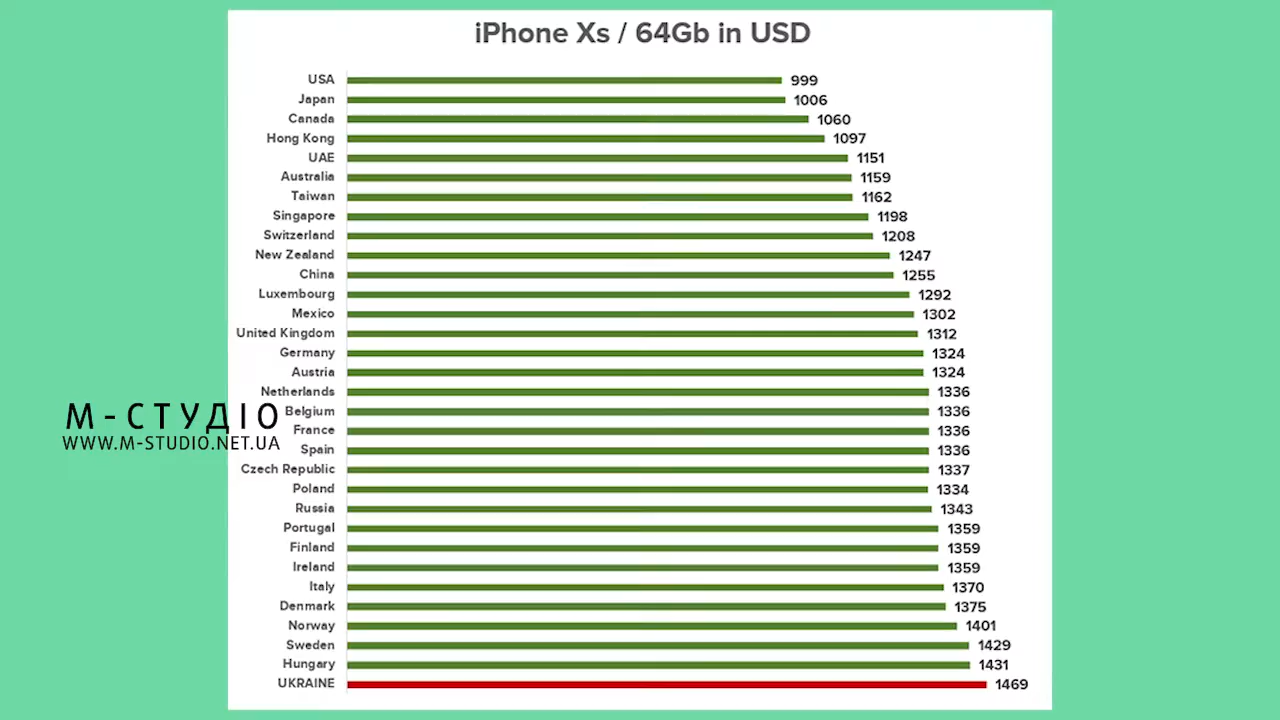 iPhone Xs / 64Gb in USD
USA 999
Japan 1006
Canada 1060
Hong Kong 1097
UAE 1151
Australia 1159
Taiwan 1162
Singapore 1198
Switzerland 1208
New Zealand 1247
China 1255
Luxembourg 1292
Mexico 1302
United Kingdom 1312
Germany 1324
Austria 1324
Netherlands 1336
Belgium 1336
France 1336
Spain 1336
Czech Republic 1337
Poland 1334
Russia 1343
Portugal 1359
Finland 1359
Ireland 1359
Italy 1370
Denmark 1375
Norway 1401
Sweden 1429
Hungary 1431
UKRAINE 1469
М-СТУДІО
WWW.M-STUDIO.NET.UA